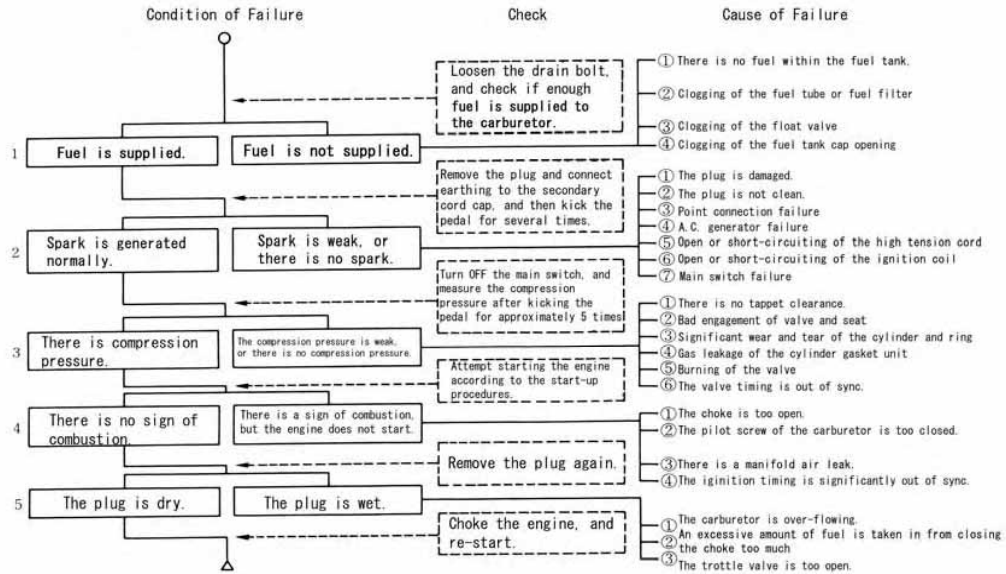 Condition of Failure
Check
Cause of Failure
Loosen the drain bolt,
and check if enough
fuel is supplied to
the carburetor.
① There is no fuel within the fuel tank.
② Clogging of the fuel tube or fuel filter
③ Clogging of the float valve
④ Clogging of the fuel tank cap opening
1
Fuel is supplied.
Fuel is not supplied.
Remove the plug and connect
earthing to the secondary
cord cap, and then kick the
pedal for several times.
① The plug is damaged.
② The plug is not clean.
③ Point connection failure
④ A.C. generator failure
⑤ Open or short-circuiting of the high tension cord
⑥ Open or short-circuiting of the ignition coil
⑦ Main switch failure
2
Spark is generated
normally.
Spark is weak, or
there is no spark.
Turn OFF the main switch, and
measure the compression
pressure after kicking the
pedal for approximately 5 times
① There is no tappet clearance.
② Bad engagement of valve and seat
③ Significant wear and tear of the cylinder and ring
④ Gas leakage of the cylinder gasket unit
⑤ Burning of the valve
⑥ The valve timing is out of sync.
3
There is compression
pressure.
The compression pressure is weak,
or there is no compression pressure.
Attempt starting the engine
according to the start-up
procedures.
① The choke is too open.
② The pilot screw of the carburetor is too closed.
③ There is a manifold air leak.
④ The iginition timing is significantly out of sync.
4
There is no sign of
combustion.
There is a sign of combustion,
but the engine does not start.
Remove the plug again.
5
The plug is dry.
The plug is wet.
Choke the engine, and
re-start.
① The carburetor is over-flowing.
② An excessive amount of fuel is taken in from closing
the choke too much
③ The trottle valve is too open.